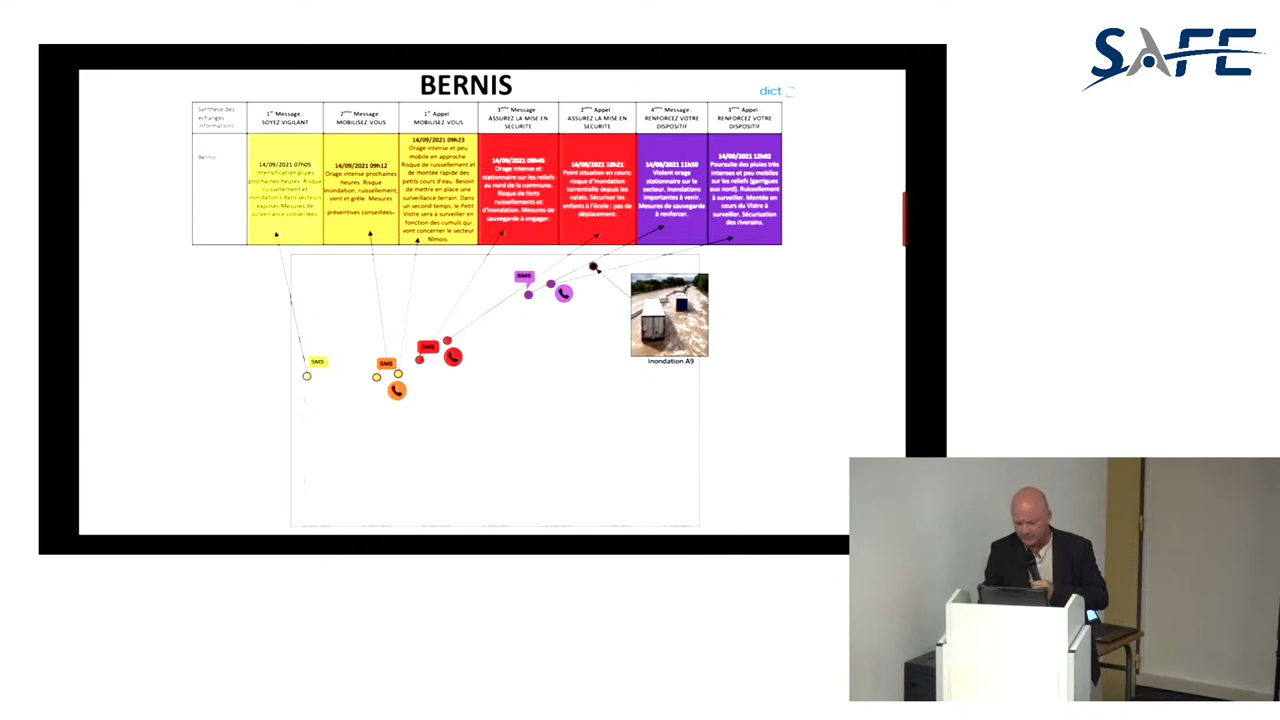 SAFE
BERNIS
dict
Synthèse des
échanges
informations
1er Message :
SOYEZ VIGILANT
2ème Message :
MOBILISEZ-VOUS
1er Appel
MOBILISEZ-VOUS
3ème Message
ASSUREZ LA MISE EN
SECURITE
2ème Appel :
ASSUREZ LA MISE EN
SECURITE
4ème Message :
RENFORCEZ VOTRE
DISPOSITIF
3ème Appel
RENFORCEZ VOTRE
DISPOSITIF
Bernis
14/09/2021 07h05
Intensification pluies
prochaines heures. Risque
ruissellement et
inondations dans secteurs
exposés Mesures de
surveillance conseillées.
14/09/2021 09h12
Orage intense prochaines
heures. Risque
inondation, ruissellement,
vent et grêle. Mesures
préventives conseillées
14/09/2021 09h23
Orage intense et peu
mobile en approche
Risque de ruissellement et
de montée rapide des
petits cours d'eau. Besoin
de mettre en place une
surveillance terrain. Dans
un second temps, le Petit
Vistre sera à surveiller en
fonction des cumuls qui
vont concerner le secteur
Nîmois.
14/09/2021 09h45
Orage intense et
stationnaire sur les reliefs
au nord de la commune.
Risque de forts
ruissellements et
d'inondation. Mesures de
sauvegarde à engager.
14/09/2021 10h21
Point situation en cours:
risque d'inondation
torrentielle depuis les
valats. Sécuriser les
enfants à l'école : pas de
déplacement.
14/09/2021 11h50
Violent orage
stationnaire sur le
secteur. Inondations
importantes à venir.
Mesures de sauvegarde
à renforcer.
14/09/2021 12h02
Poursuite des pluies très
intenses et peu mobiles
sur les reliefs (garrigues
aux nord). Ruissellement
à surveiller. Montée en
cours du Vistre à
surveiller. Sécurisation
des riverains.
SMS
SMS
SMS
SMS
Inondation A9